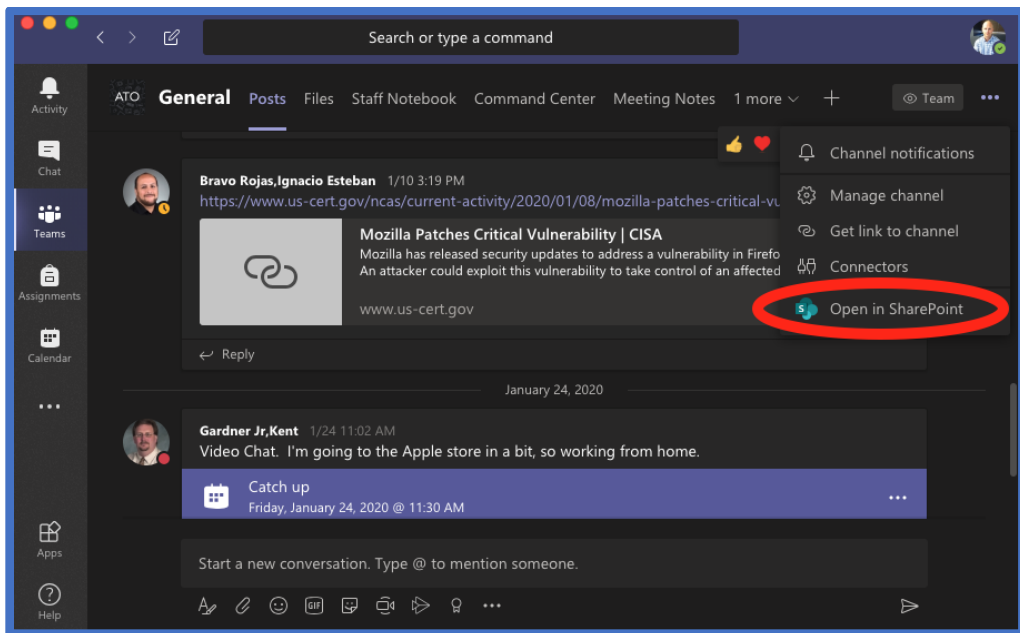 Search or type a command
Activity
Chat
Teams
Assignments
Calendar
Apps
Help
ATO General Posts Files Staff Notebook Command Center Meeting Notes 1 more Team
Channel notifications
Manage channel
Get link to channel
Connectors
S Open in SharePoint
Bravo Rojas,Ignacio Esteban 1/10 3:19 PM
https://www.us-cert.gov/ncas/current-activity/2020/01/08/mozilla-patches-critical-vu
Mozilla Patches Critical Vulnerability | CISA
Mozilla has released security updates to address a vulnerability in Firefo
An attacker could exploit this vulnerability to take control of an affected
www.us-cert.gov
Reply
January 24, 2020
Gardner Jr,Kent 1/24 11:02 AM
Video Chat. I'm going to the Apple store in a bit, so working from home.
Catch up
Friday, January 24, 2020 @ 11:30 AM
Start a new conversation. Type @ to mention someone.
GIF